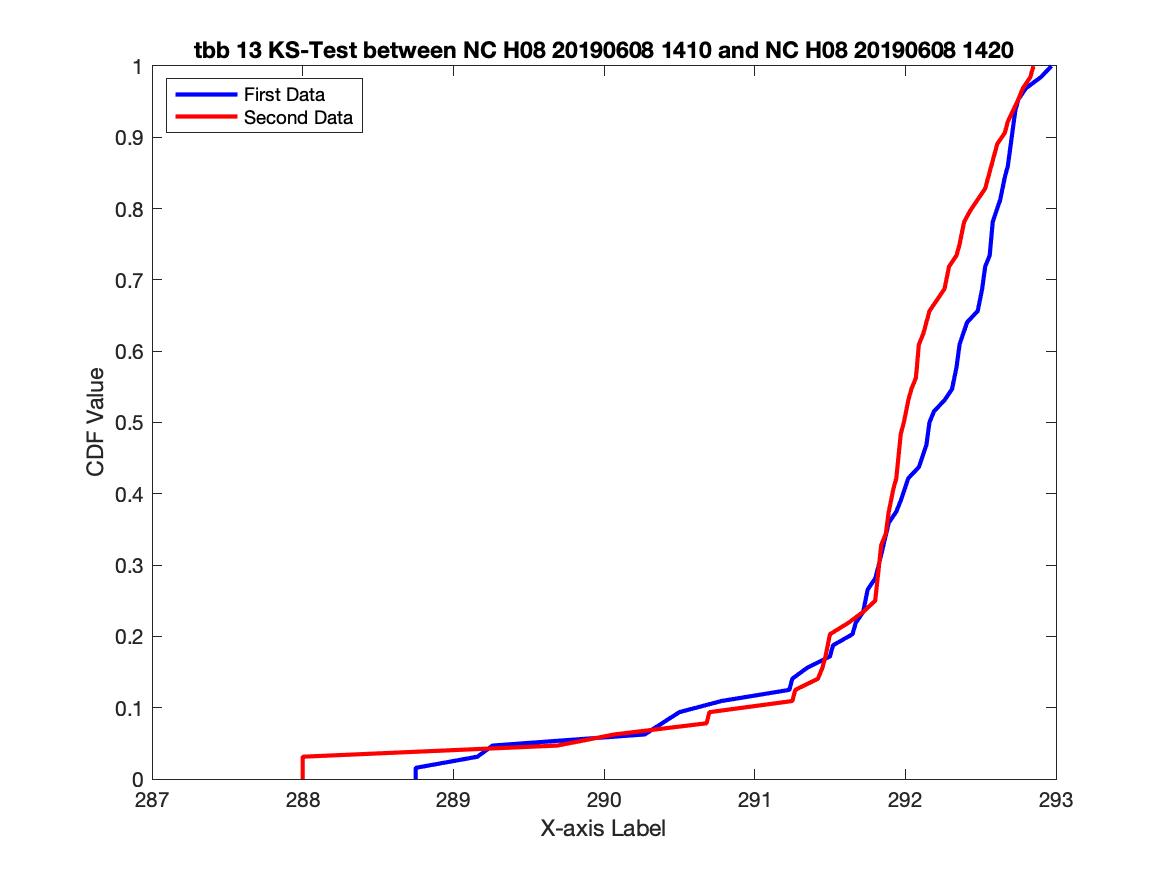 tbb 13 KS-Test between NC H08 20190608 1410 and NC H08 20190608 1420
First Data
Second Data
1
0.9
0.8
0.7
0.6
0.5
0.4
0.3
0.2
0.1
0
CDF Value
287 288 289 290 291 292 293
X-axis Label